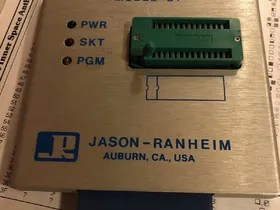 PWR
SKT
PGM
JASON-RANHEIM
AUBURN, CA., USA